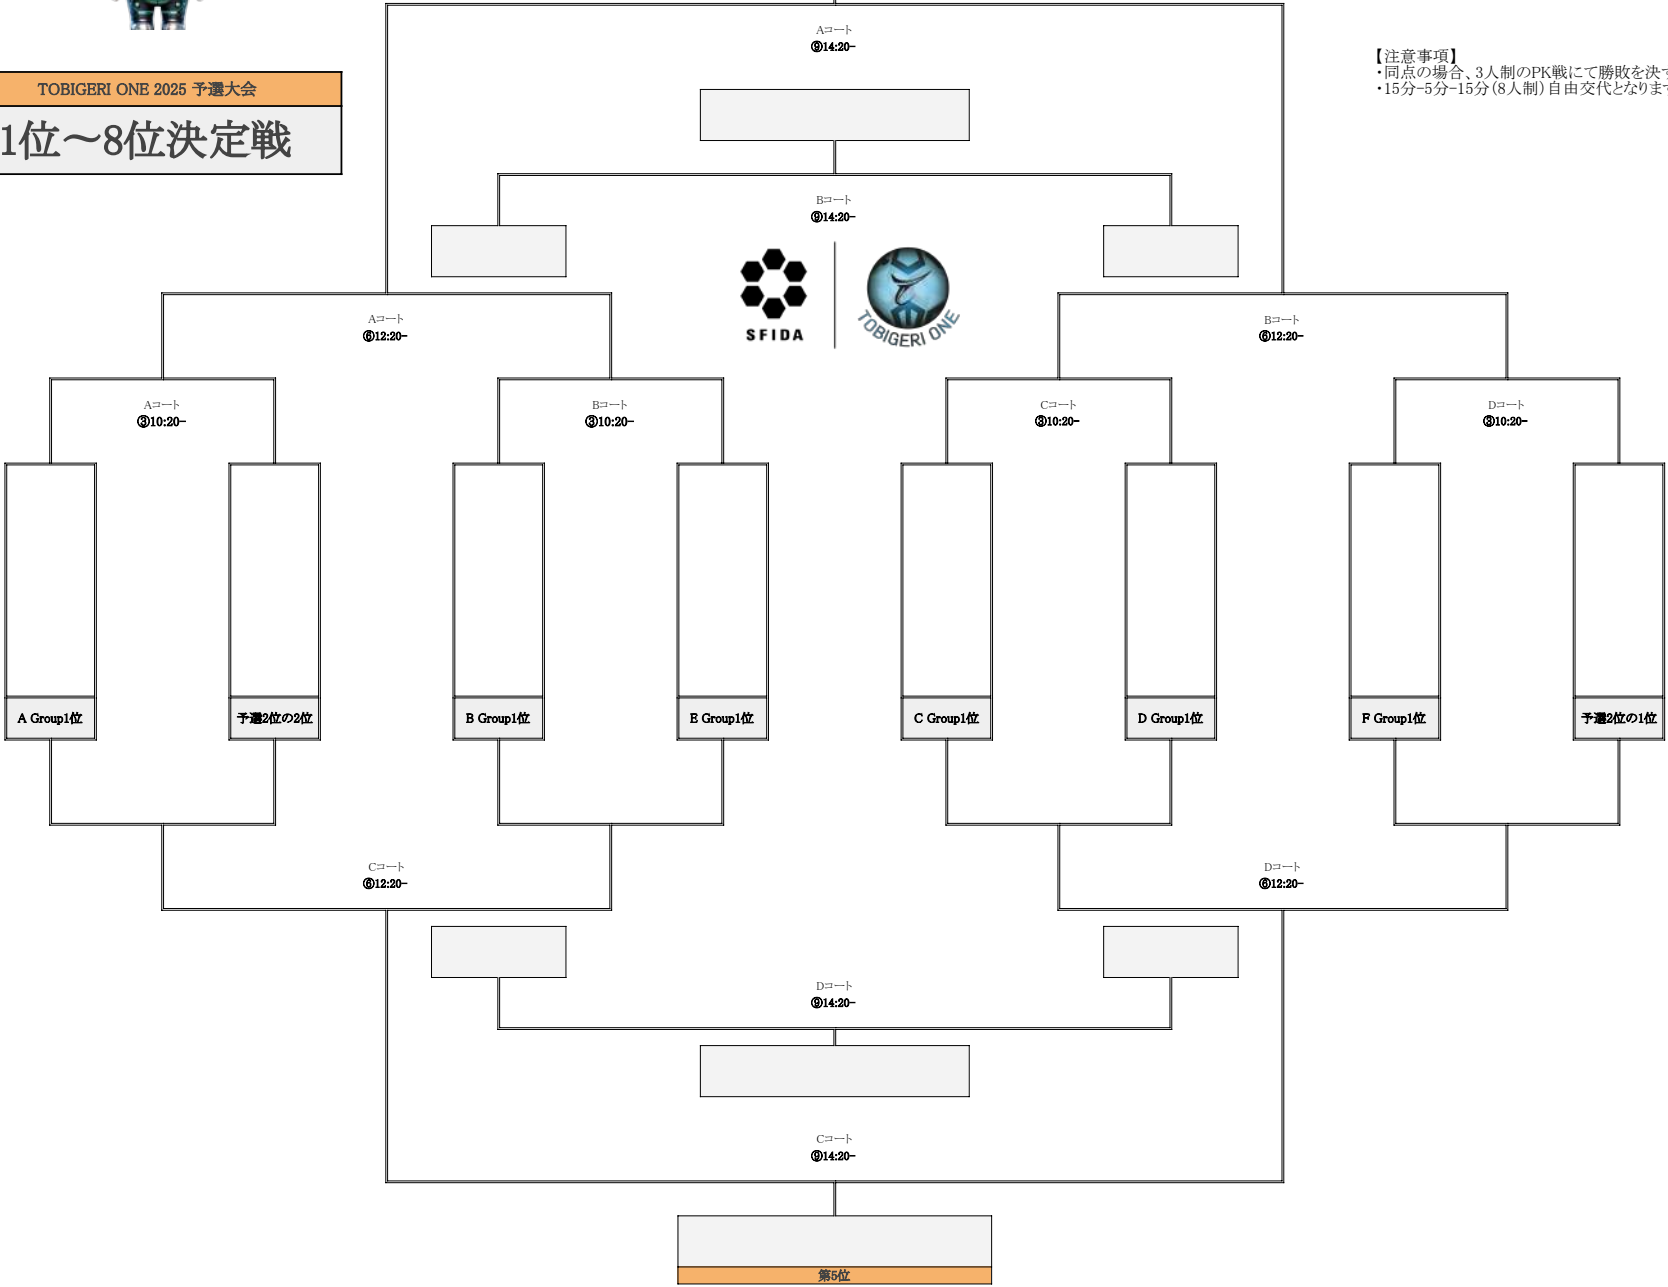 Aコート
⑨14:20-
【注意事項】
・同点の場合、3人制のPK戦にて勝敗を決
・15分-5分-15分(8人制)自由交代となりま
TOBIGERI ONE 2025 予選大会
1位～8位決定戦
Bコート
⑨14:20-
SFIDA
TOBIGERI ONE
Aコート
⑥12:20-
Bコート
⑥12:20-
Aコート
③10:20-
Bコート
③10:20-
Cコート
③10:20-
Dコート
③10:20-
A Group1位
予選2位の2位
B Group1位
E Group1位
C Group1位
D Group1位
F Group1位
予選2位の1位
Cコート
⑥12:20-
Dコート
⑥12:20-
Dコート
⑨14:20-
Cコート
⑨14:20-
第5位